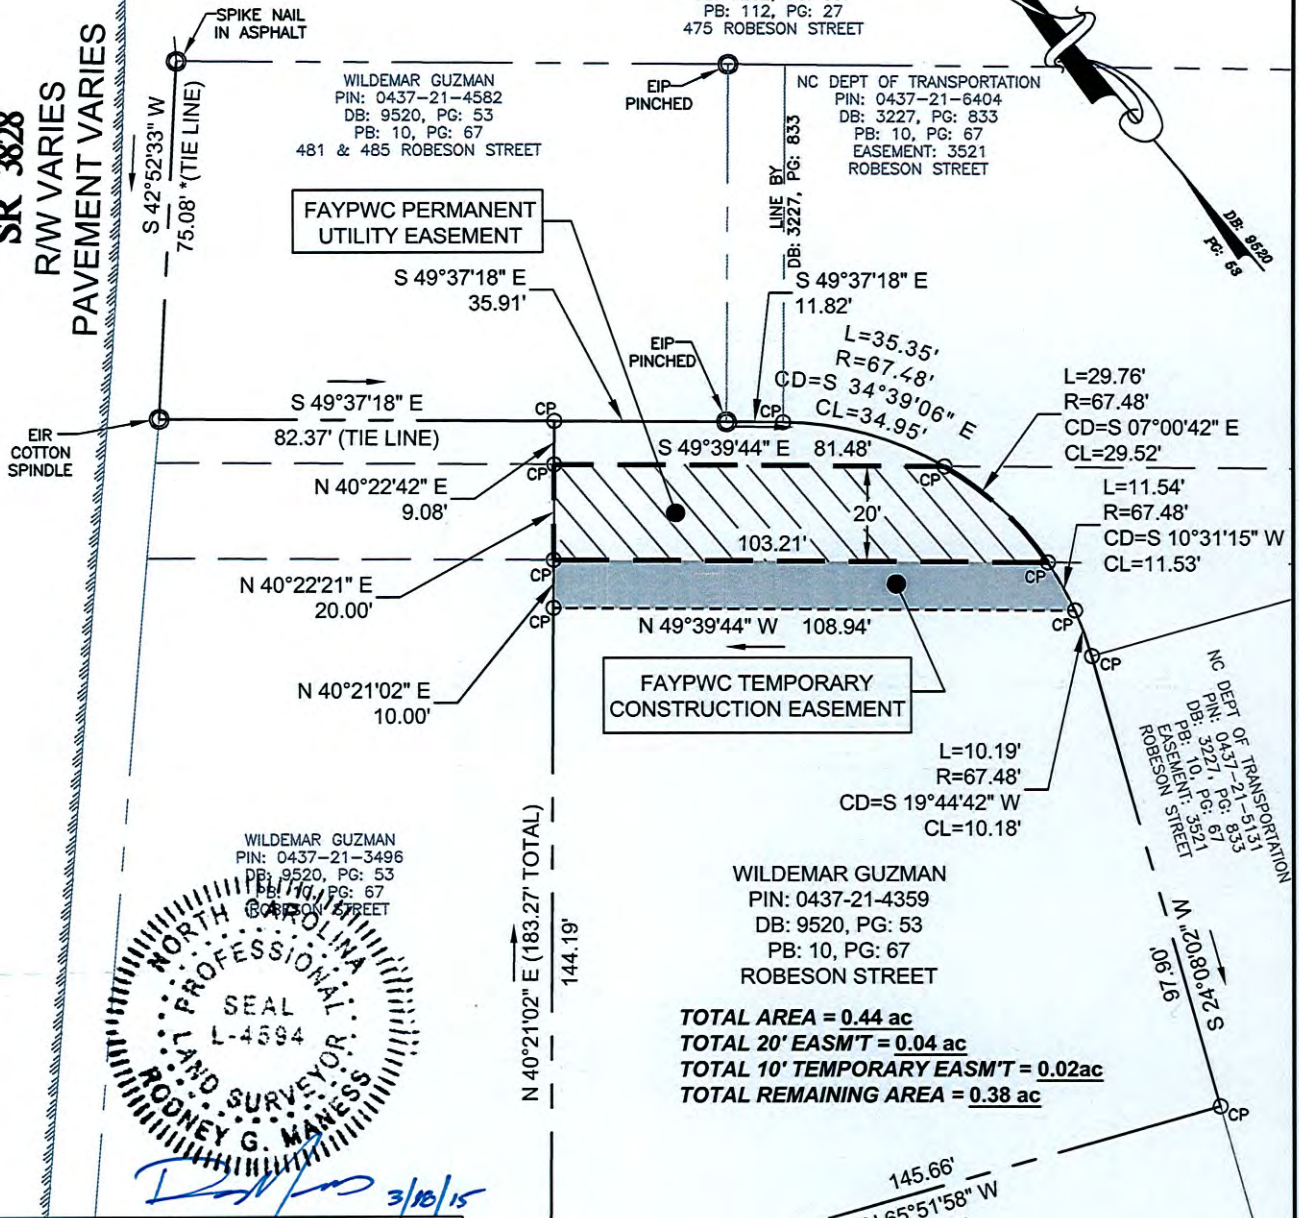 SPIKE NAIL
IN ASPHALT
PB: 112, PG: 27
475 ROBESON STREET
SR 3828
R/W VARIES
PAVEMENT VARIES
S 42°52'33" W
75.08' *(TIE LINE)
WILDEMAR GUZMAN
PIN: 0437-21-4582
DB: 9520, PG: 53
PB: 10, PG: 67
481 & 485 ROBESON STREET
EIP
PINCHED
NC DEPT OF TRANSPORTATION
PIN: 0437-21-6404
DB: 3227, PG: 833
PB: 10, PG: 67
EASEMENT: 3521
ROBESON STREET
LINE BY
DB: 3227, PG: 833
DB: 9520
PG: 53
FAYPWC PERMANENT
UTILITY EASEMENT
S 49°37'18" E
35.91'
S 49°37'18" E
11.82'
EIP
PINCHED
L=35.35'
R=67.48'
CD=S 34°39'06" E
CL=34.95'
L=29.76'
R=67.48'
CD=S 07°00'42" E
CL=29.52'
S 49°37'18" E
82.37' (TIE LINE)
CP
CP
EIR
COTTON
SPINDLE
S 49°39'44" E 81.48'
CP
CP
N 40°22'42" E
9.08'
20'
103.21'
L=11.54'
R=67.48'
CD=S 10°31'15" W
CL=11.53'
N 40°22'21" E
20.00'
CP
CP
CP
N 49°39'44" W 108.94'
CP
CP
N 40°21'02" E
10.00'
FAYPWC TEMPORARY
CONSTRUCTION EASEMENT
NC DEPT OF TRANSPORTATION
PIN: 0437-21-5131
DB: 3227, PG: 833
PB: 10, PG: 67
EASEMENT: 3521
ROBESON STREET
L=10.19'
R=67.48'
CD=S 19°44'42" W
CL=10.18'
N 40°21'02" E (183.27' TOTAL)
144.19'
WILDEMAR GUZMAN
PIN: 0437-21-3496
DB: 9520, PG: 53
PB: 10, PG: 67
ROBESON STREET
WILDEMAR GUZMAN
PIN: 0437-21-4359
DB: 9520, PG: 53
PB: 10, PG: 67
ROBESON STREET
S 24°08'02" W
97.90'
NORTH CAROLINA
PROFESSIONAL
SEAL
L-4594
LAND SURVEYOR
RODNEY G. MANESS
TOTAL AREA = 0.44 ac
TOTAL 20' EASM'T = 0.04 ac
TOTAL 10' TEMPORARY EASM'T = 0.02ac
TOTAL REMAINING AREA = 0.38 ac
CP
145.66'
N 65°51'58" W
3/18/15